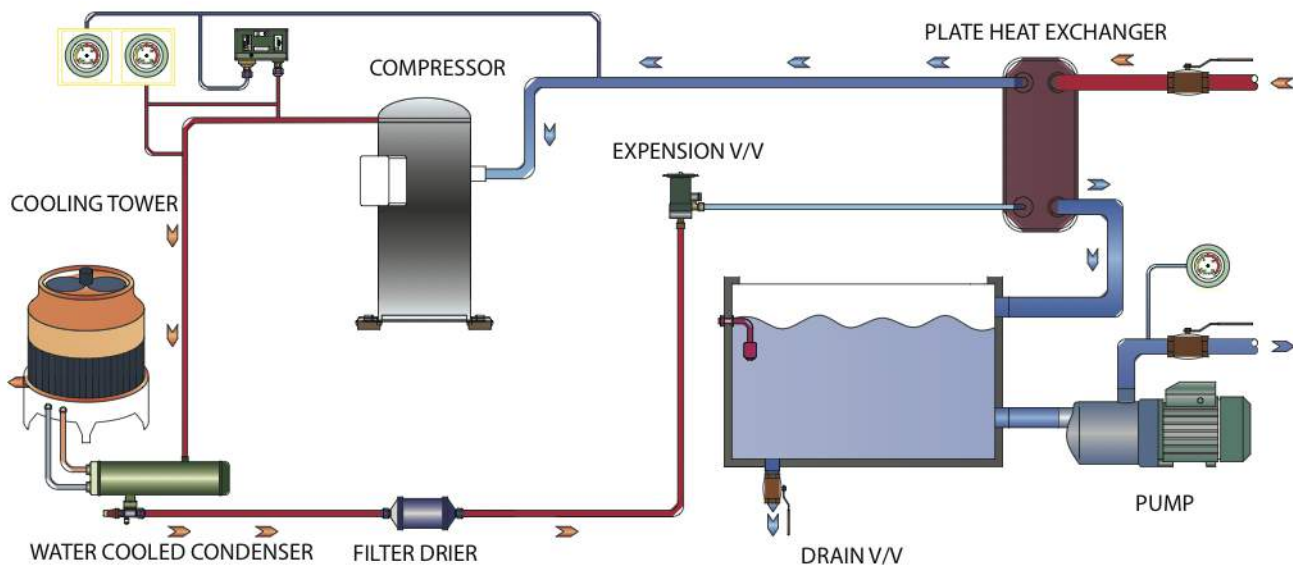 PLATE HEAT EXCHANGER
COMPRESSOR
EXPENSION V/V
COOLING TOWER
PUMP
WATER COOLED CONDENSER
FILTER DRIER
DRAIN V/V